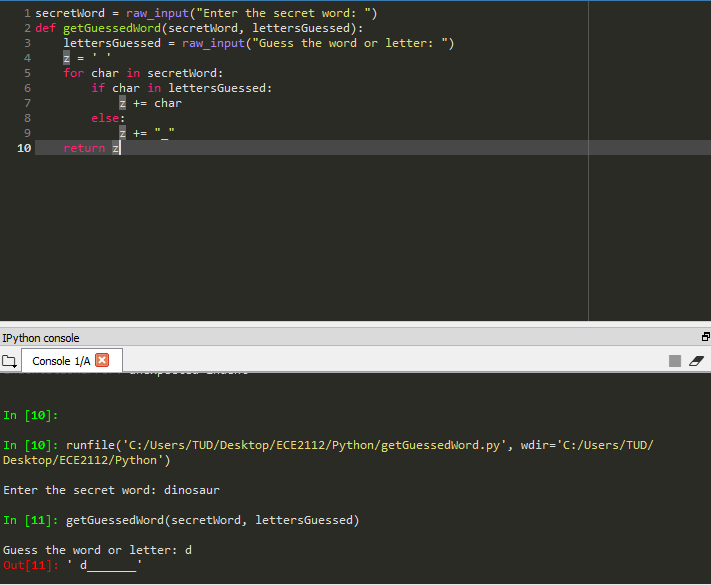 1 secretWord = raw_input("Enter the secret word: ")
2 def getGuessedWord(secretWord, lettersGuessed):
3     lettersGuessed = raw_input("Guess the word or letter: ")
4     z = ' '
5     for char in secretWord:
6         if char in lettersGuessed:
7             z += char
8         else:
9             z += "_"
10     return z
IPython console
Console 1/A
In [10]:
In [10]: runfile('C:/Users/TUD/Desktop/ECE2112/Python/getGuessedWord.py', wdir='C:/Users/TUD/
Desktop/ECE2112/Python')
Enter the secret word: dinosaur
In [11]: getGuessedWord(secretWord, lettersGuessed)
Guess the word or letter: d
Out[11]: ' d_______'